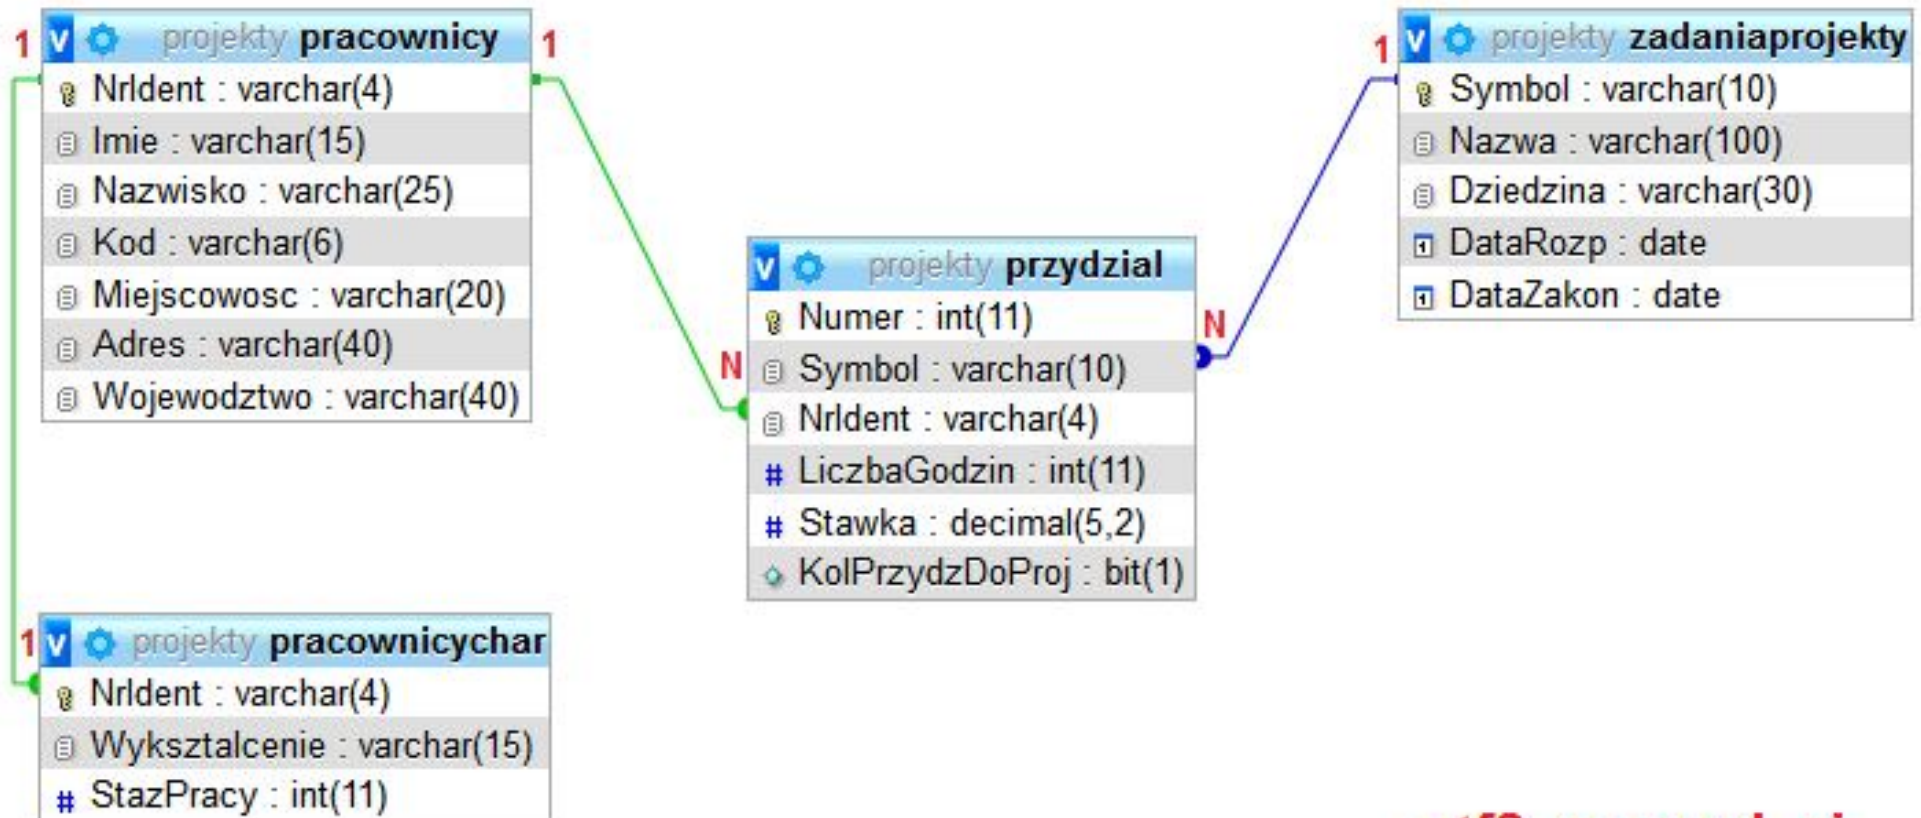 1 v projekty pracownicy 1
NrIdent : varchar(4)
Imie : varchar(15)
Nazwisko : varchar(25)
Kod : varchar(6)
Miejscowosc : varchar(20)
Adres : varchar(40)
Wojewodztwo : varchar(40)
1 v projekty zadaniaprojekty
Symbol : varchar(10)
Nazwa : varchar(100)
Dziedzina : varchar(30)
DataRozp : date
DataZakon : date
v projekty przydzial
Numer : int(11)
N Symbol : varchar(10) N
NrIdent : varchar(4)
# LiczbaGodzin : int(11)
# Stawka : decimal(5,2)
KolPrzydzDoProj : bit(1)
1 v projekty pracownicychar
NrIdent : varchar(4)
Wyksztalcenie : varchar(15)
# StazPracy : int(11)